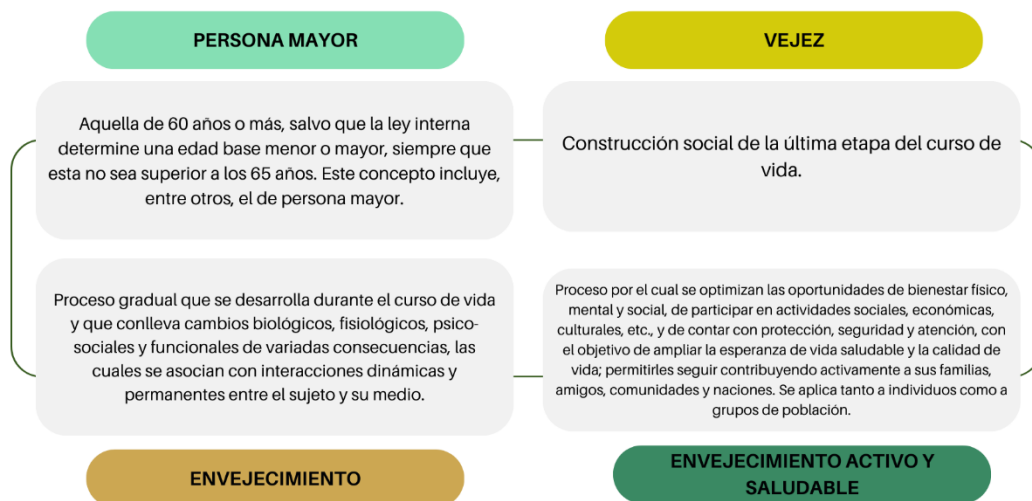 PERSONA MAYOR
Aquella de 60 años o más, salvo que la ley interna
determine una edad base menor o mayor, siempre que
esta no sea superior a los 65 años. Este concepto incluye,
entre otros, el de persona mayor.
VEJEZ
Construcción social de la última etapa del curso de
vida.
Proceso gradual que se desarrolla durante el curso de vida
y que conlleva cambios biológicos, fisiológicos, psico-
sociales y funcionales de variadas consecuencias, las
cuales se asocian con interacciones dinámicas y
permanentes entre el sujeto y su medio.
ENVEJECIMIENTO
Proceso por el cual se optimizan las oportunidades de bienestar físico,
mental y social, de participar en actividades sociales, económicas,
culturales, etc., y de contar con protección, seguridad y atención, con
el objetivo de ampliar la esperanza de vida saludable y la calidad de
vida; permitirles seguir contribuyendo activamente a sus familias,
amigos, comunidades y naciones. Se aplica tanto a individuos como a
grupos de población.
ENVEJECIMIENTO ACTIVO Y
SALUDABLE